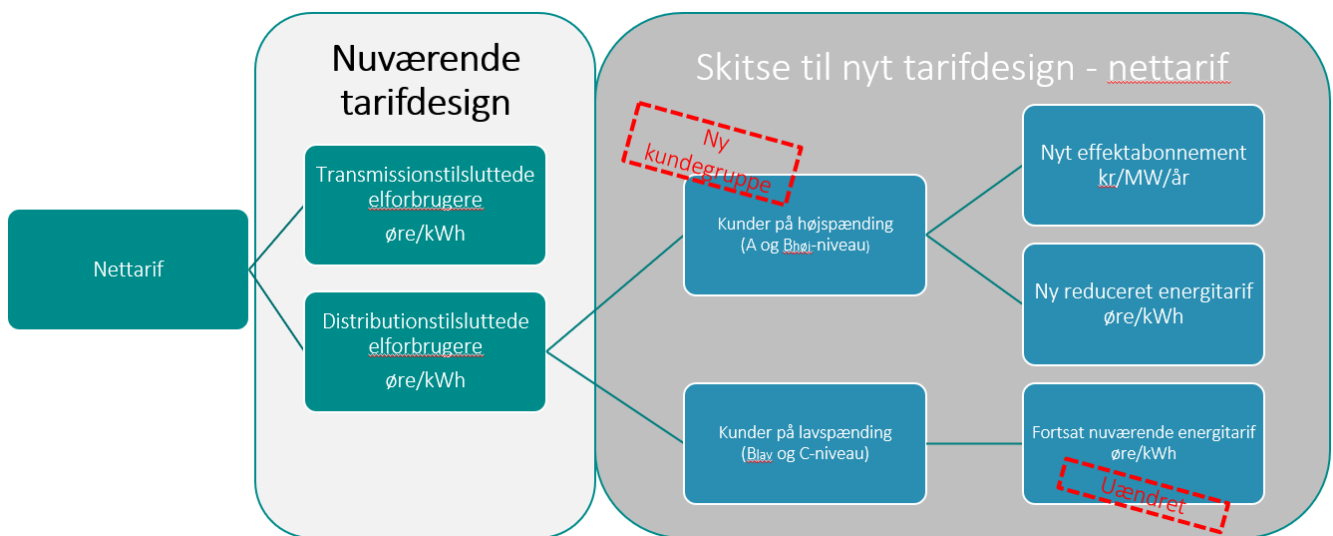 Nuværende
tarifdesign
Skitse til nyt tarifdesign - nettarif
Nettarif
Transmissionstilsluttede
elforbrugere
øre/kWh
Distributionstilsluttede
elforbrugere
øre/kWh
Ny
kundegruppe
Kunder på højspænding
(A og Bhøj-niveau)
Nyt effektabonnement
kr/MW/år
Ny reduceret energitarif
øre/kWh
Kunder på lavspænding
(Blav og C-niveau)
Fortsat nuværende energitarif
øre/kWh
Uændret